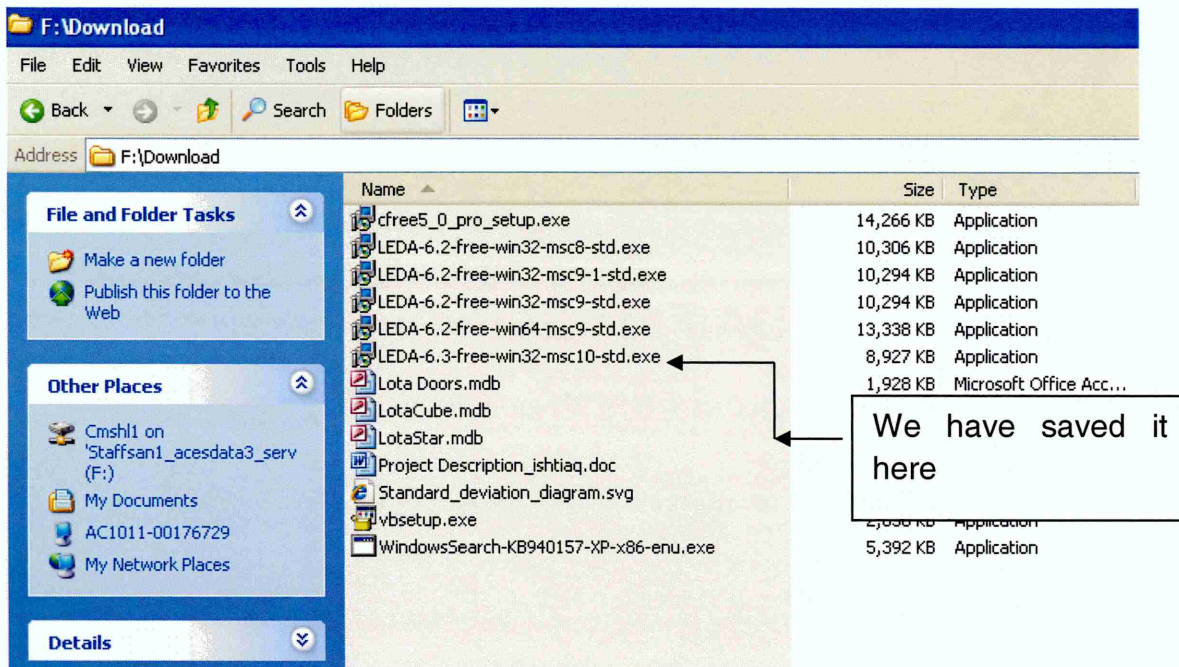 F:\Download
File Edit View Favorites Tools Help
Back Search Folders
Address F:\Download
Name Size Type
File and Folder Tasks
Make a new folder
Publish this folder to the
Web
Other Places
Cmshl1 on
'Staffsan1_acesdata3_serv
(F:)
My Documents
AC1011-00176729
My Network Places
Details
cfree5_0_pro_setup.exe 14,266 KB Application
LEDA-6.2-free-win32-msc8-std.exe 10,306 KB Application
LEDA-6.2-free-win32-msc9-1-std.exe 10,294 KB Application
LEDA-6.2-free-win32-msc9-std.exe 10,294 KB Application
LEDA-6.2-free-win64-msc9-std.exe 13,338 KB Application
LEDA-6.3-free-win32-msc10-std.exe 8,927 KB Application
Lota Doors.mdb 1,928 KB Microsoft Office Acc...
LotaCube.mdb
LotaStar.mdb
Project Description_ishtiaq.doc
Standard_deviation_diagram.svg
vbsetup.exe KB Application
WindowsSearch-KB940157-XP-x86-enu.exe 5,392 KB Application
We have saved it
here